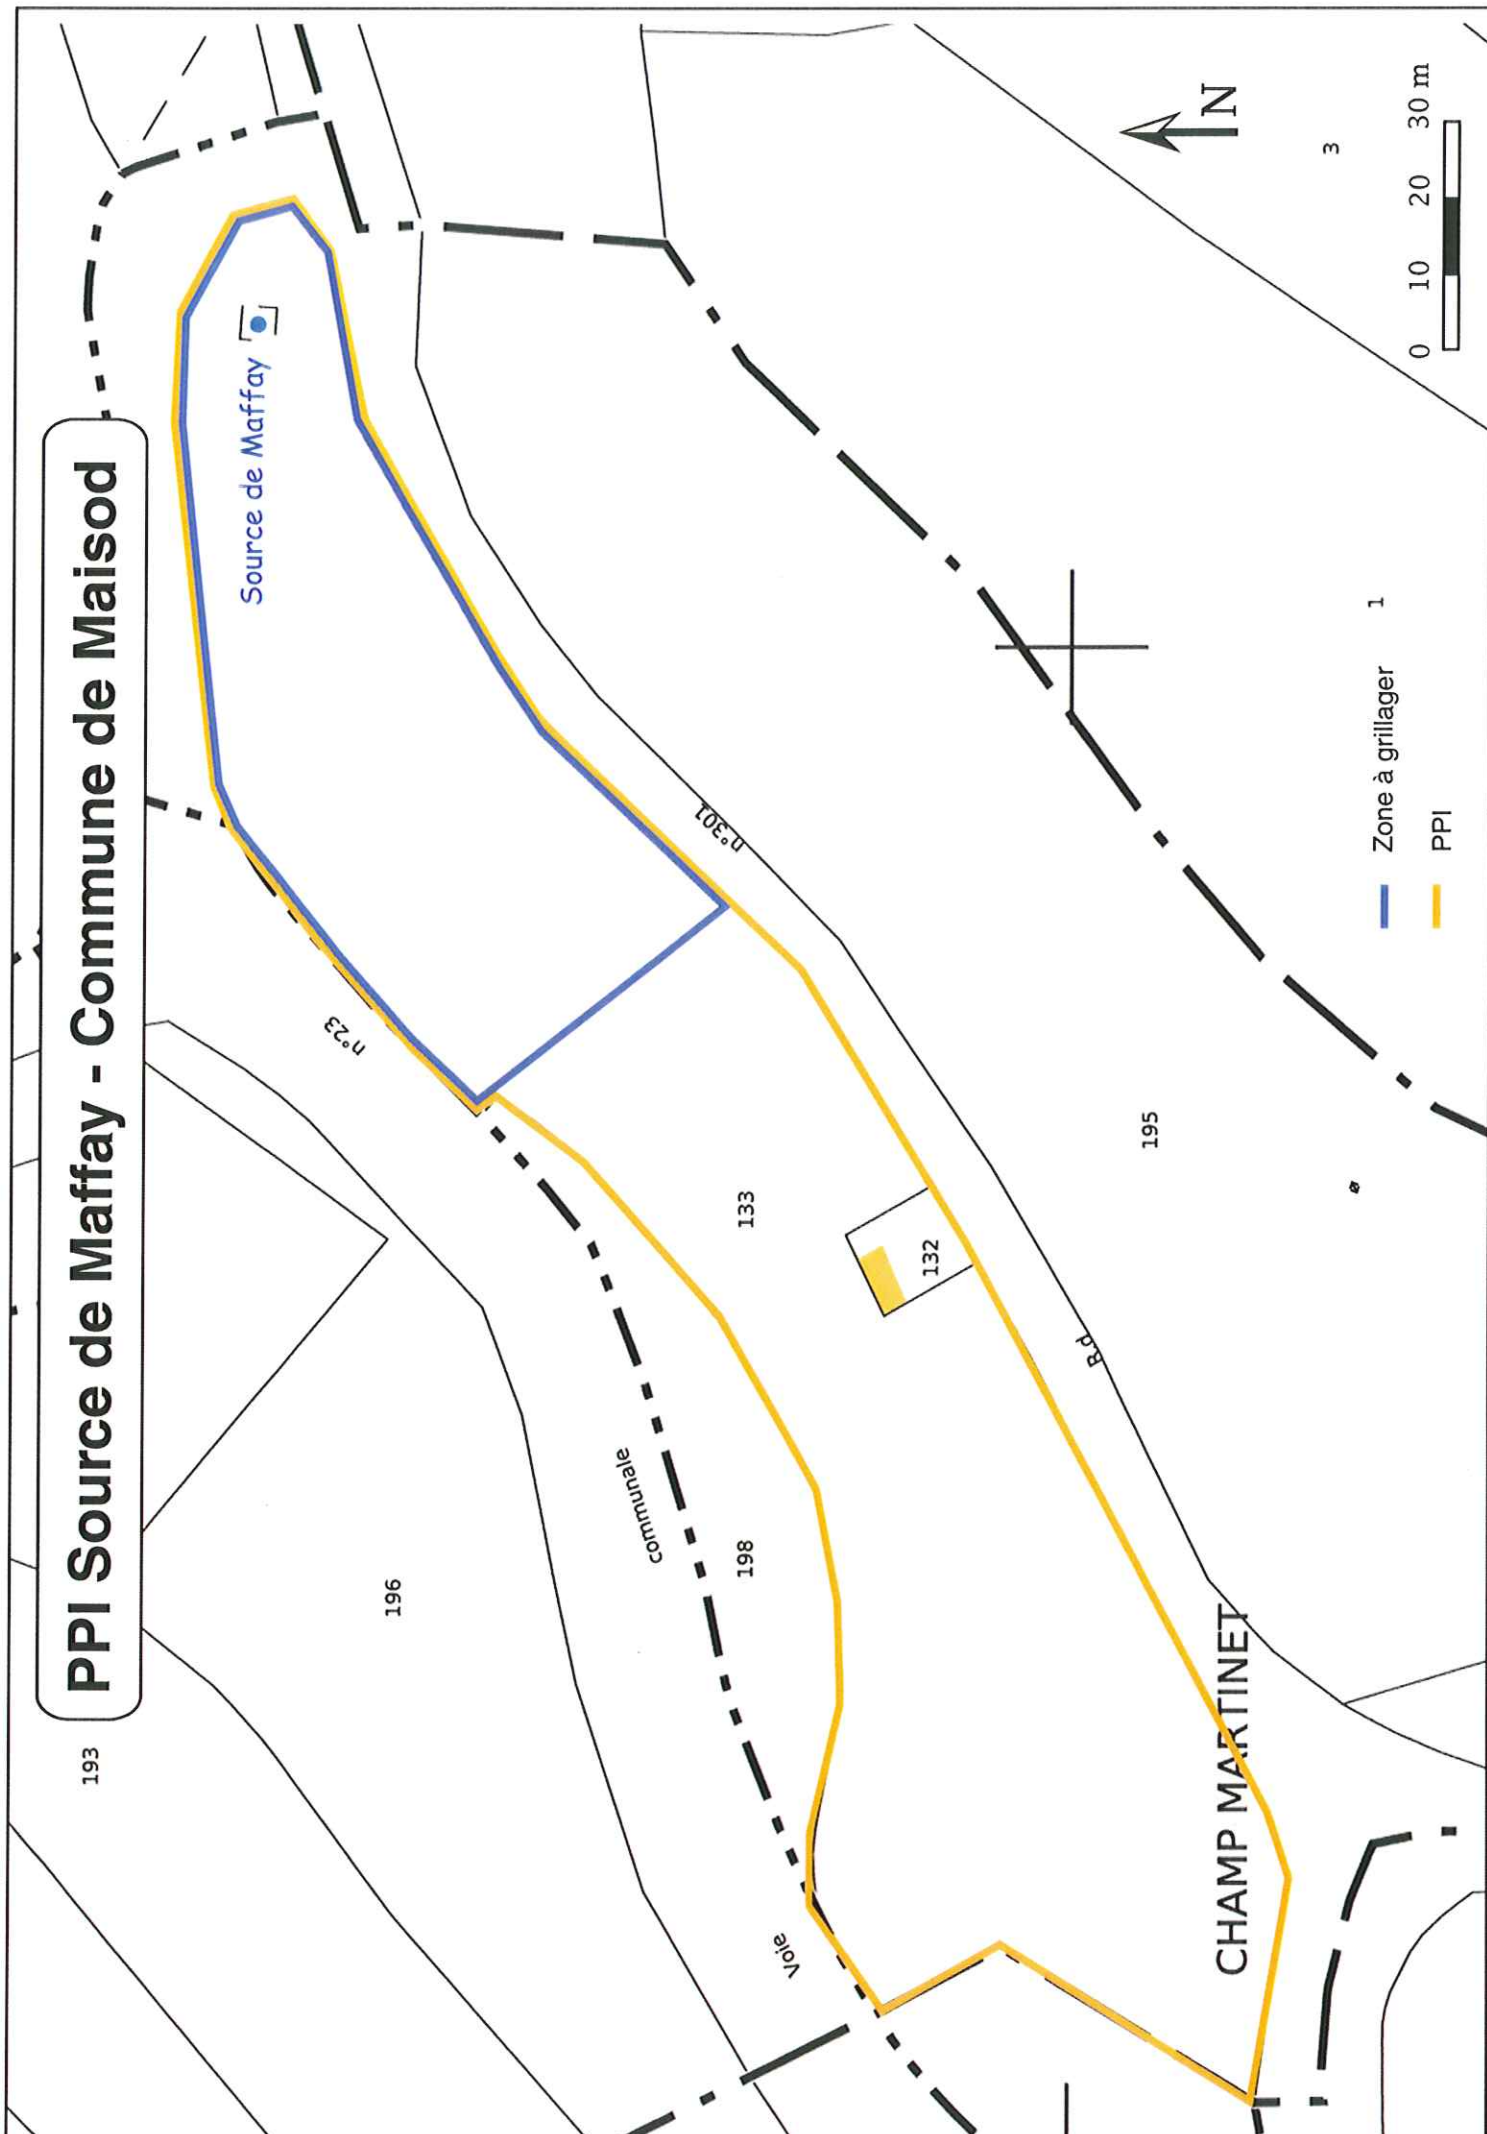 PPI Source de Maffay - Commune de Maisod
193
196
n°23
Source de Maffay
communale
198
133
132
n°301
Voie
R.d
195
CHAMP MARTINET
1
3
N
Zone à grillager
PPI
0 10 20 30 m